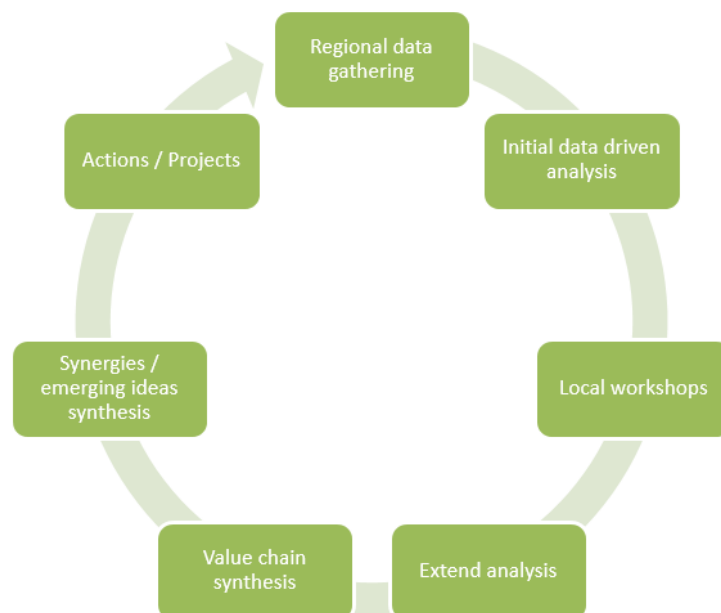 Regional data
gathering
Initial data driven
analysis
Local workshops
Extend analysis
Value chain
synthesis
Synergies /
emerging ideas
synthesis
Actions / Projects